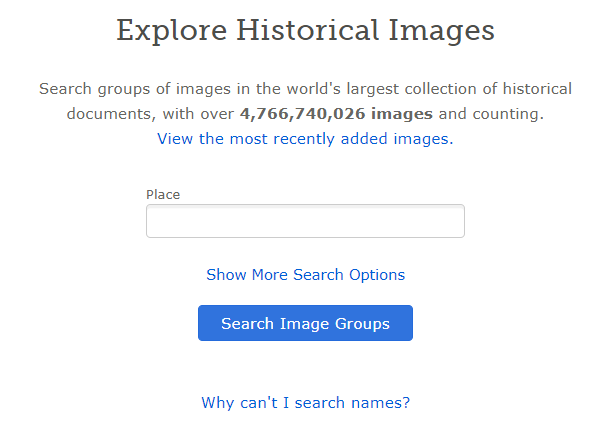 Explore Historical Images
Search groups of images in the world's largest collection of historical
documents, with over 4,766,740,026 images and counting.
View the most recently added images.
Place
Show More Search Options
Search Image Groups
Why can't I search names?